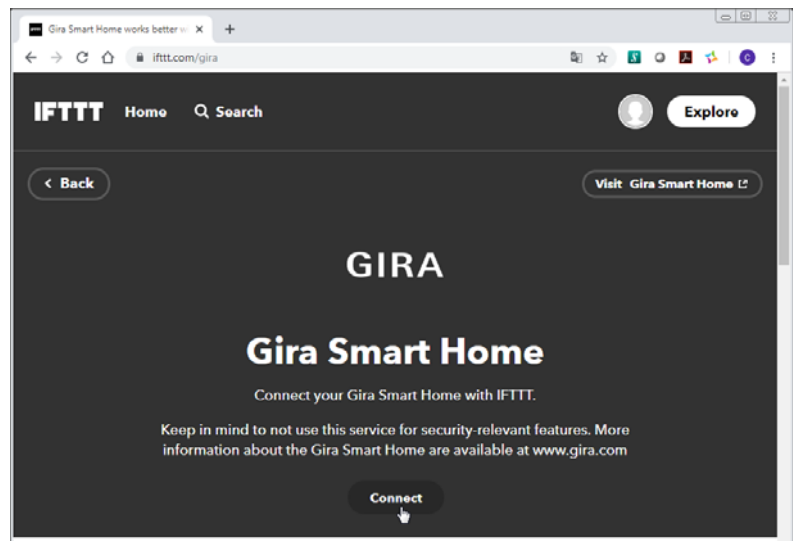 Gira Smart Home works better w
ifttt.com/gira
IFTTT Home Search Explore
Back Visit Gira Smart Home
GIRA
Gira Smart Home
Connect your Gira Smart Home with IFTTT.
Keep in mind to not use this service for security-relevant features. More
information about the Gira Smart Home are available at www.gira.com
Connect